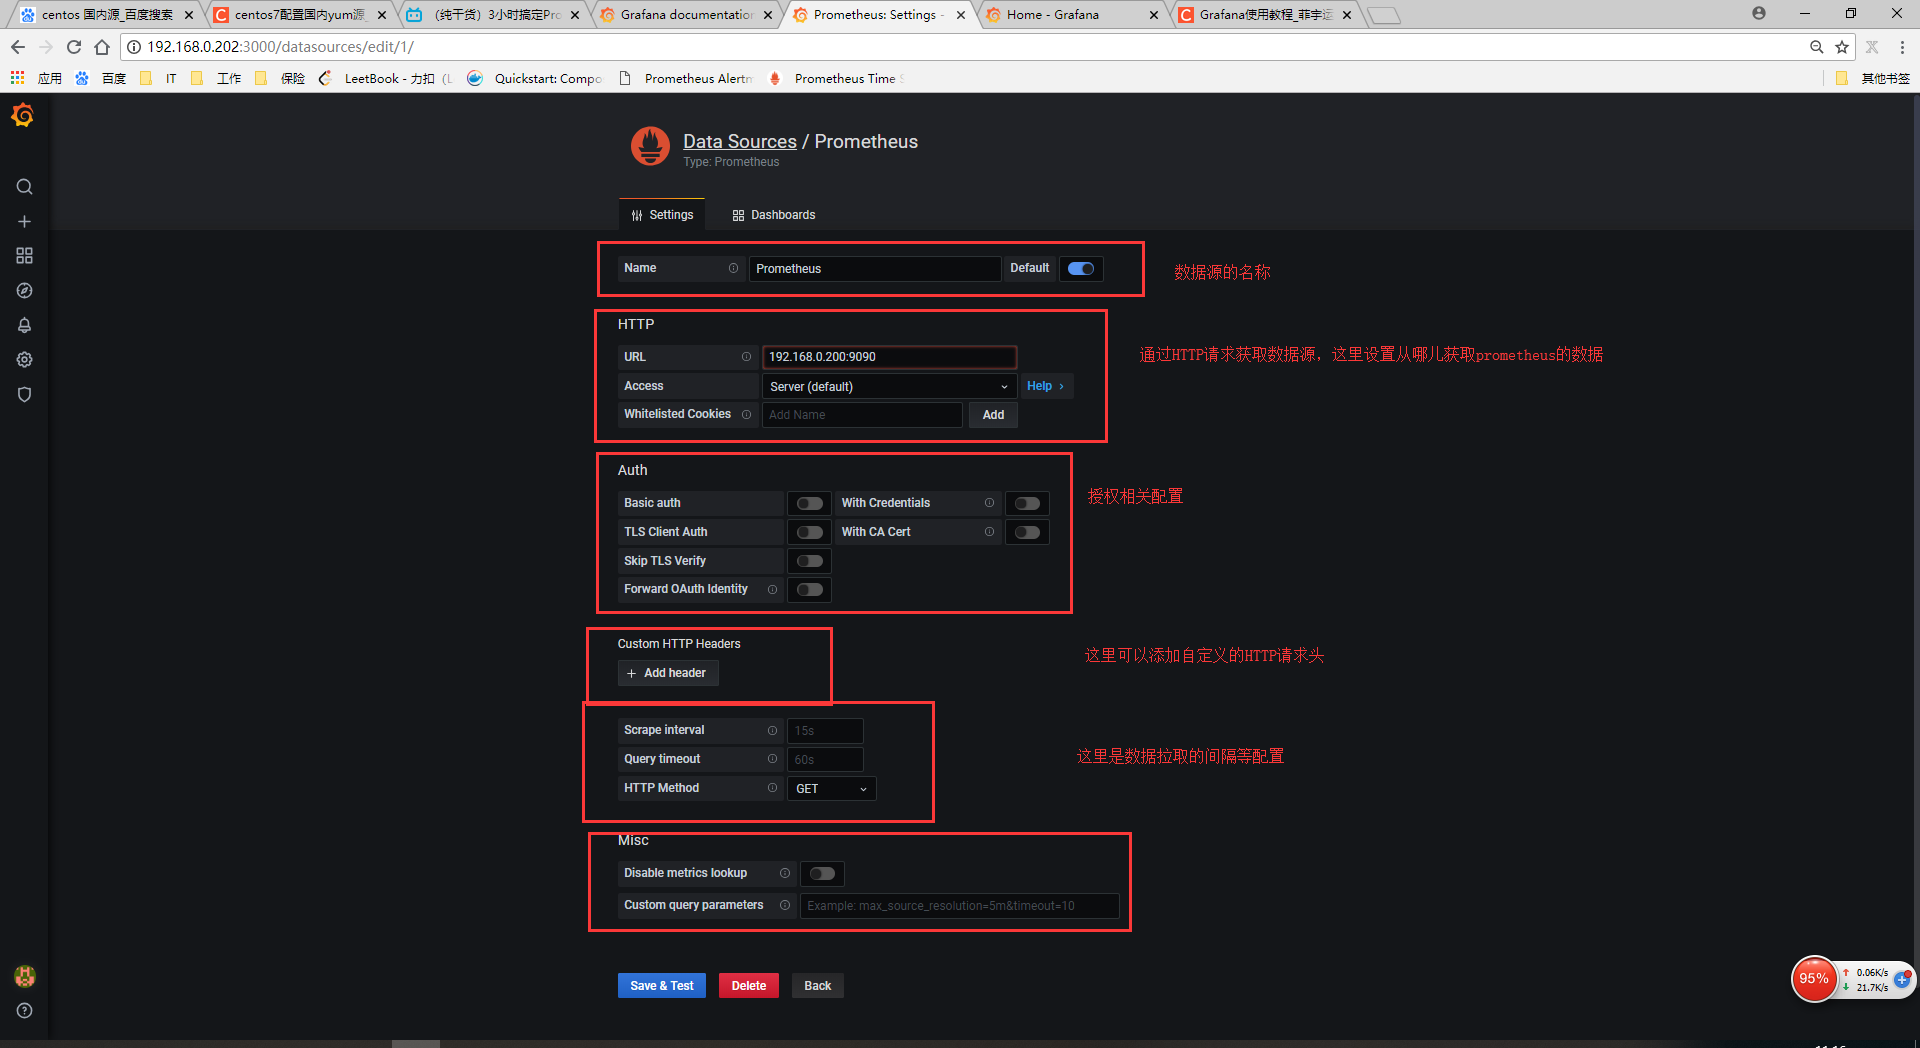 centos 国内源_百度搜索
centos7配置国内yum源_
（纯干货）3小时搞定Pro
Grafana documentation
Prometheus: Settings -
Home - Grafana
Grafana使用教程_菲宇运
192.168.0.202:3000/datasources/edit/1/
应用
百度
IT
工作
保险
LeetBook - 力扣（L
Quickstart: Compo
Prometheus Alertm
Prometheus Time S
其他书签
Data Sources / Prometheus
Type: Prometheus
Settings
Dashboards
Name Prometheus Default
数据源的名称
HTTP
URL 192.168.0.200:9090
通过HTTP请求获取数据源，这里设置从哪儿获取prometheus的数据
Access Server (default) Help ›
Whitelisted Cookies Add Name Add
Auth
Basic auth With Credentials
授权相关配置
TLS Client Auth With CA Cert
Skip TLS Verify
Forward OAuth Identity
Custom HTTP Headers
这里可以添加自定义的HTTP请求头
+ Add header
Scrape interval 15s
Query timeout 60s
这里是数据拉取的间隔等配置
HTTP Method GET
Misc
Disable metrics lookup
Custom query parameters Example: max_source_resolution=5m&timeout=10
Save & Test Delete Back
95%
0.06K/s
21.7K/s